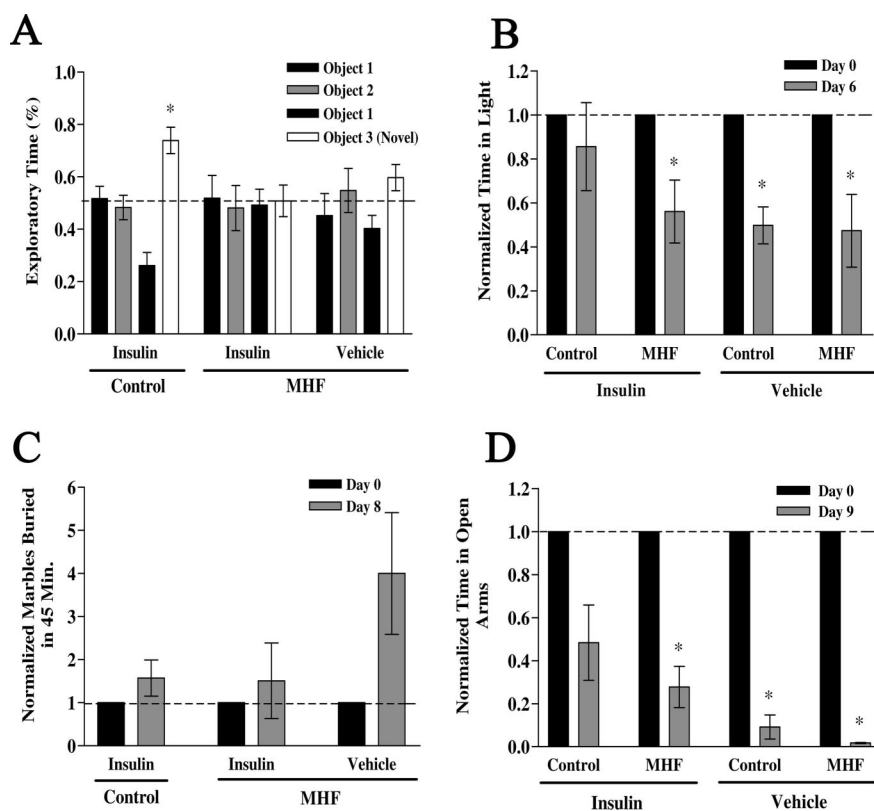 A
Exploratory Time (%)
1.0
0.8
0.6
0.4
0.2
0.0
Object 1
Object 2
Object 1
Object 3 (Novel)
*
Insulin Insulin Vehicle
Control MHF
B
Normalized Time in Light
1.2
1.0
0.8
0.6
0.4
0.2
0.0
Day 0
Day 6
* * *
Control MHF Control MHF
Insulin Vehicle
C
Normalized Marbles Buried
in 45 Min.
6
5
4
3
2
1
0
Day 0
Day 8
Insulin Insulin Vehicle
Control MHF
D
Normalized Time in Open
Arms
1.2
1.0
0.8
0.6
0.4
0.2
0.0
Day 0
Day 9
* * *
Control MHF Control MHF
Insulin Vehicle